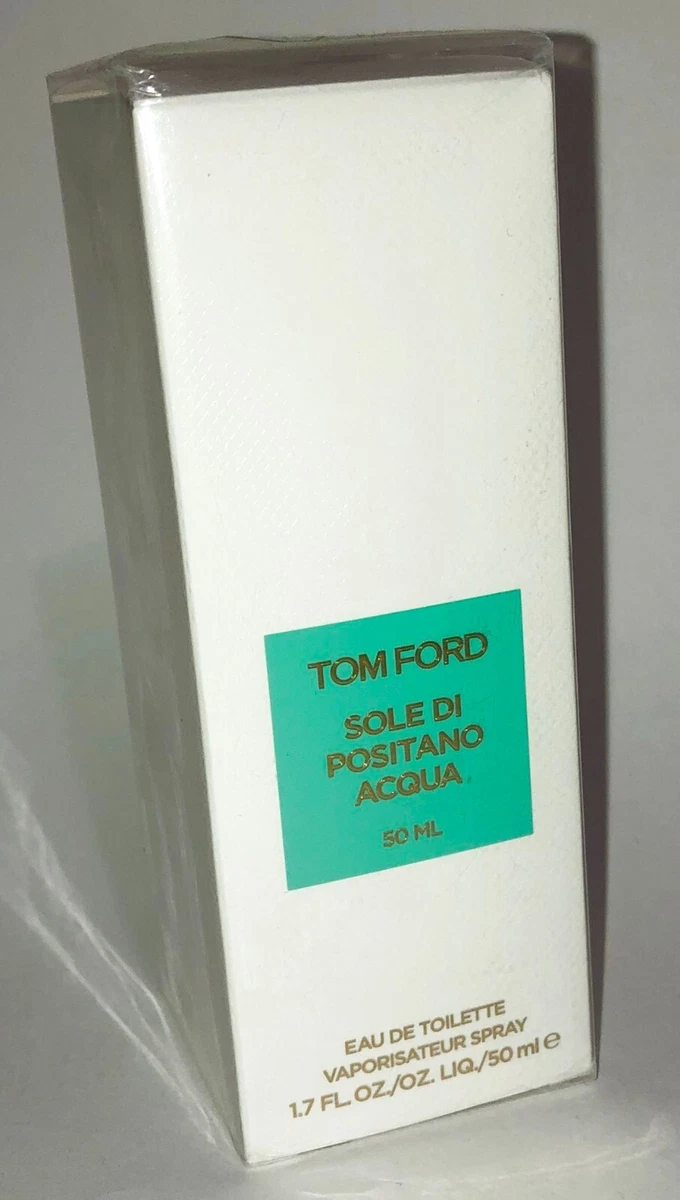 TOM FORD
SOLE DI
POSITANO
ACQUA
50 ML
EAU DE TOILETTE
VAPORISATEUR SPRAY
1.7 FL. OZ./OZ. LIQ./50 ml e